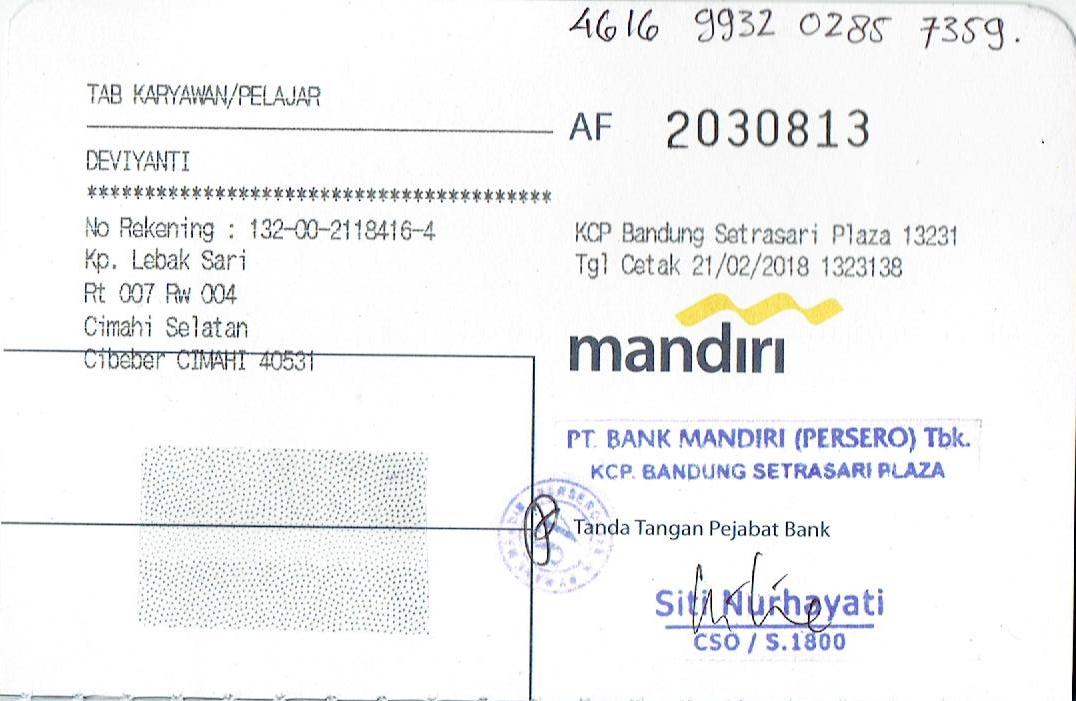 4616 9932 0285 7359.
TAB KARYAWAN/PELAJAR
AF 2030813
DEVIYANTI
****************************************
No Rekening : 132-00-2118416-4
Kp. Lebak Sari
Rt 007 Rw 004
Cimahi Selatan
Cibeber CIMAHI 40531
KCP Bandung Setrasari Plaza 13231
Tgl Cetak 21/02/2018 1323138
mandırı
PT. BANK MANDIRI (PERSERO) Tbk.
KCP. BANDUNG SETRASARI PLAZA
Tanda Tangan Pejabat Bank
Siti Nurhayati
CSO / S.1800